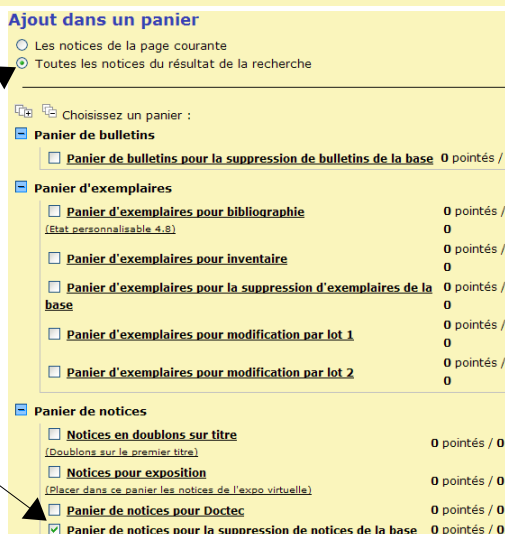 Ajout dans un panier
Les notices de la page courante
Toutes les notices du résultat de la recherche
Choisissez un panier :
Panier de bulletins
Panier de bulletins pour la suppression de bulletins de la base 0 pointés /
Panier d'exemplaires
Panier d'exemplaires pour bibliographie 0 pointés /
(Etat personnalisable 4.8) 0
Panier d'exemplaires pour inventaire 0 pointés /
0
Panier d'exemplaires pour la suppression d'exemplaires de la 0 pointés /
base 0
Panier d'exemplaires pour modification par lot 1 0 pointés /
0
Panier d'exemplaires pour modification par lot 2 0 pointés /
0
Panier de notices
Notices en doublons sur titre 0 pointés / 0
(Doublons sur le premier titre)
Notices pour exposition 0 pointés / 0
(Placer dans ce panier les notices de l'expo virtuelle)
Panier de notices pour Doctec 0 pointés / 0
Panier de notices pour la suppression de notices de la base 0 pointés / 0